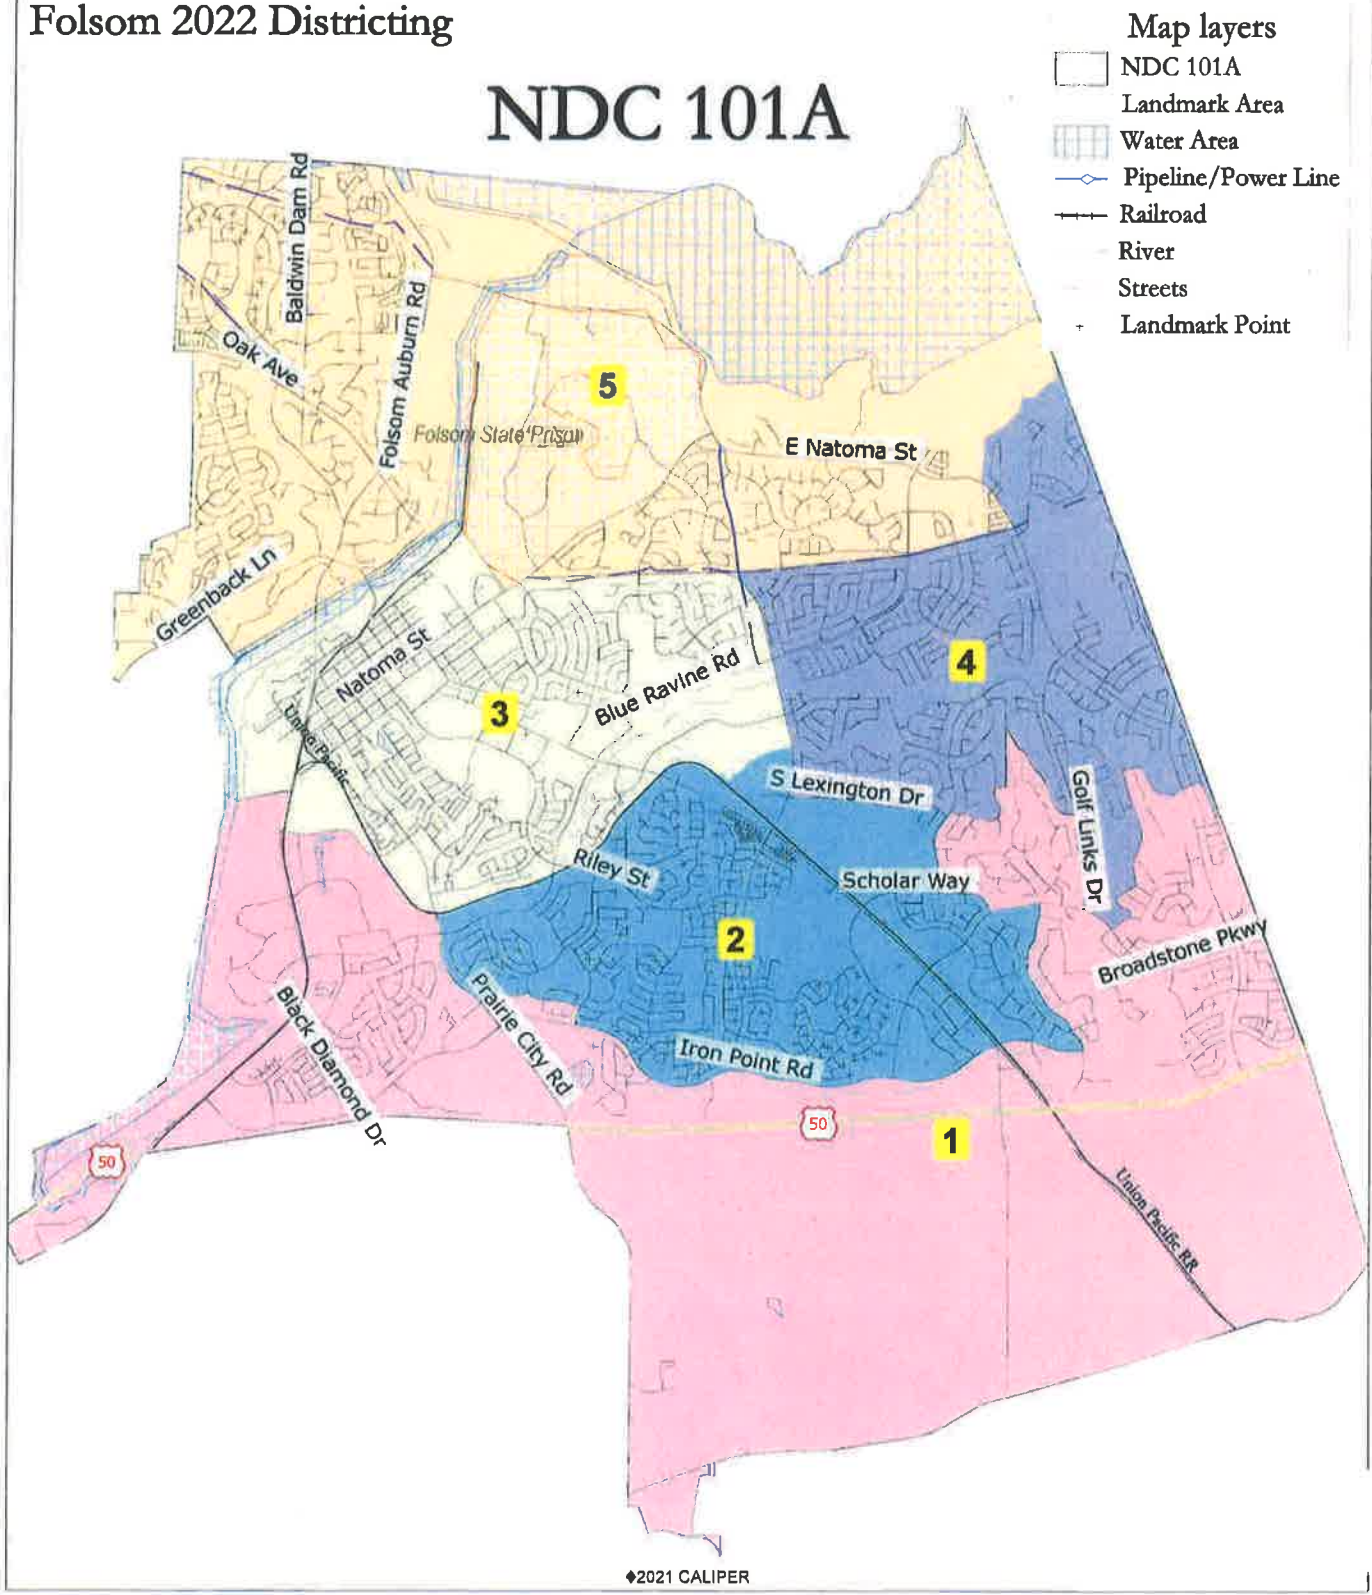 Folsom 2022 Districting
NDC 101A
Map layers
NDC 101A
Landmark Area
Water Area
Pipeline/Power Line
Railroad
River
Streets
Landmark Point
Baldwin Dam Rd
Oak Ave
Folsom Auburn Rd
5
Folsom State Prison
E Natoma St
Greenback Ln
Natoma St
4
3
Blue Ravine Rd
Union Pacific
S Lexington Dr
Golf Links Dr
Riley St
Scholar Way
2
Broadstone Pkwy
Prairie City Rd
Black Diamond Dr
Iron Point Rd
50
1
50
Union Pacific RR
♦2021 CALIPER